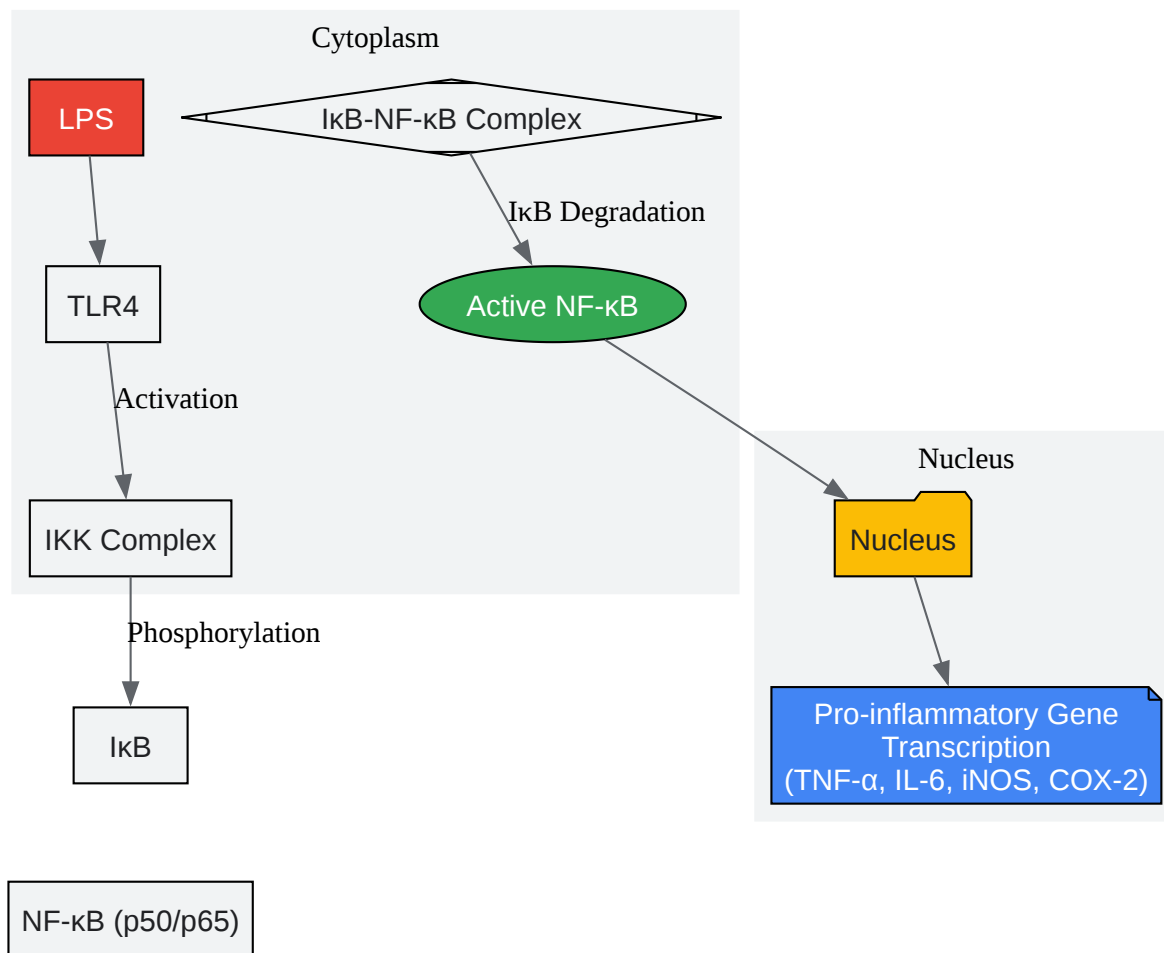 Cytoplasm
LPS
IκB-NF-κB Complex
IκB Degradation
TLR4
Active NF-κB
Activation
Nucleus
IKK Complex
Nucleus
Phosphorylation
IκB
Pro-inflammatory Gene
Transcription
(TNF-α, IL-6, iNOS, COX-2)
NF-κB (p50/p65)